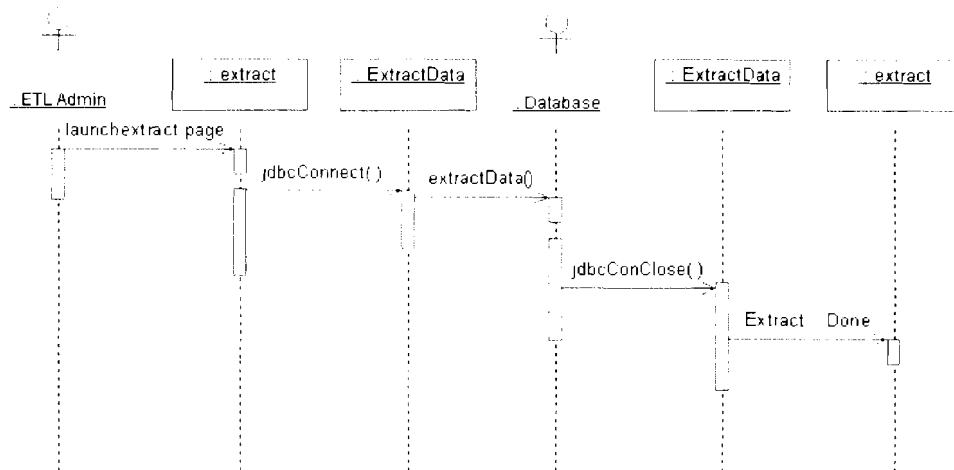 : extract
: ExtractData
: ExtractData
: extract
: ETL Admin
: Database
launchextract page
jdbcConnect( )
extractData()
jdbcConClose( )
Extract Done